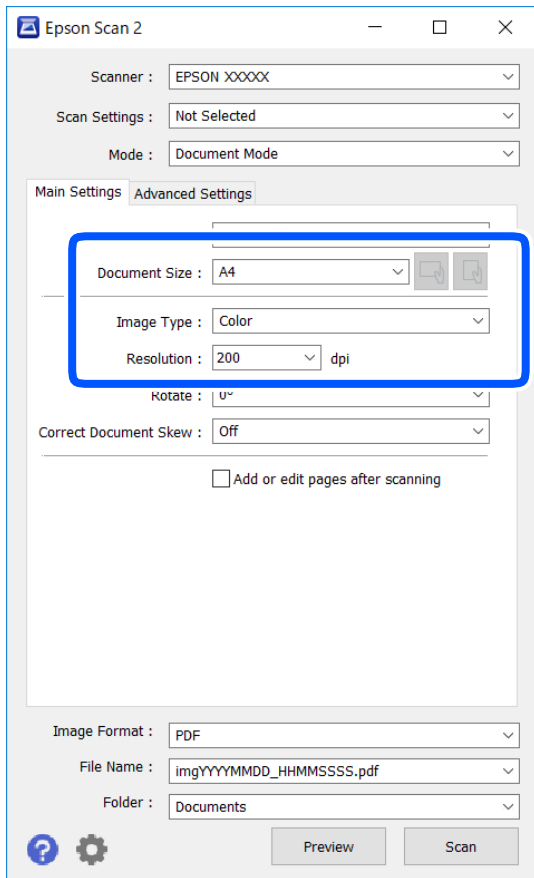 Epson Scan 2
Scanner : EPSON XXXXX
Scan Settings : Not Selected
Mode : Document Mode
Main Settings Advanced Settings
Document Size : A4
Image Type : Color
Resolution : 200 dpi
Rotate : 0°
Correct Document Skew : Off
Add or edit pages after scanning
Image Format : PDF
File Name : imgYYYYMMDD_HHMMSSSS.pdf
Folder : Documents
? Preview Scan